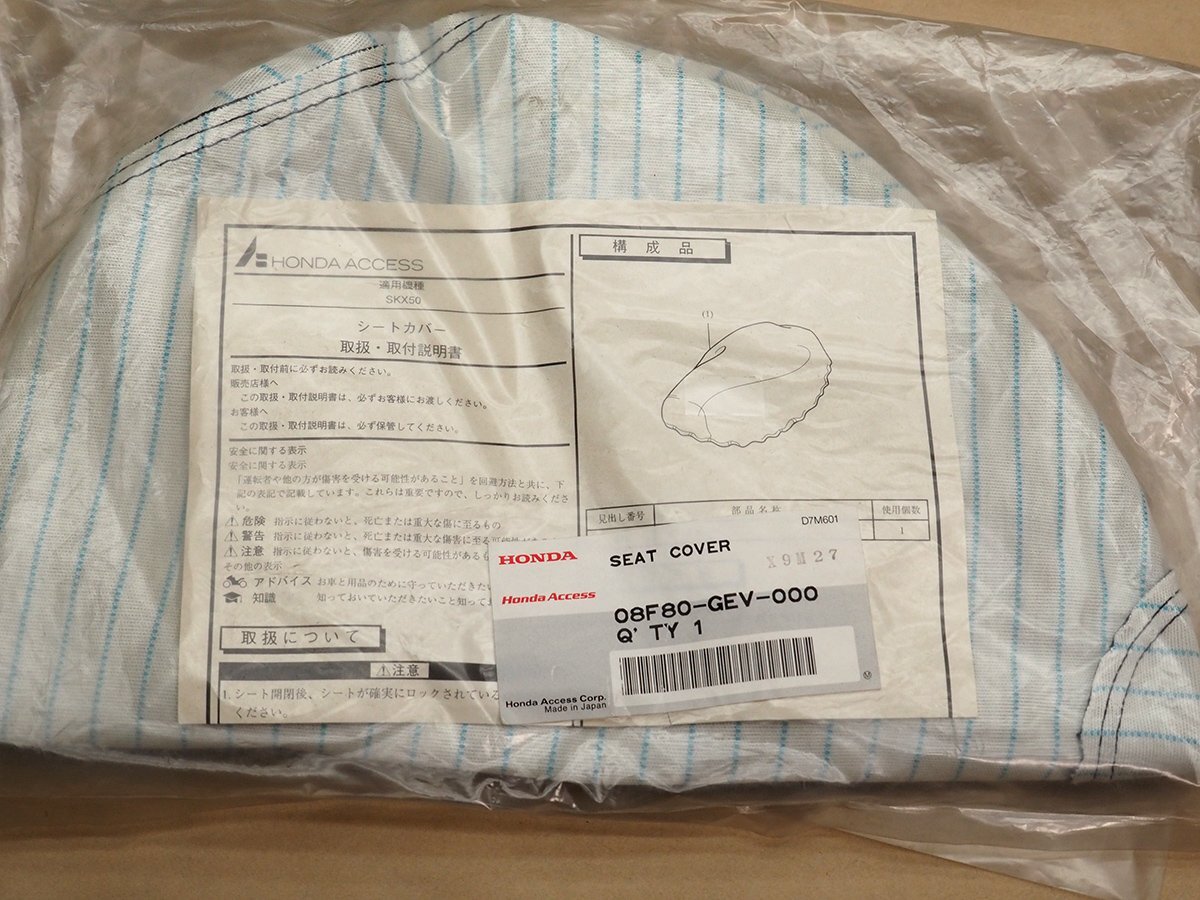 HONDA ACCESS
適用機種
SKX50
シートカバー
取扱・取付説明書
取扱・取付前に必ずお読みください。
販売店様へ
この取扱・取付説明書は、必ずお客様にお渡しください。
お客様へ
この取扱・取付説明書は、必ず保管してください。
安全に関する表示
安全に関する表示
「運転者や他の方が傷害を受ける可能性があること」を回避方法と共に、下
記の表記で記載しています。これらは重要ですので、しっかりお読みくださ
い。
危険 指示に従わないと、死亡または重大な傷害に至るもの
警告 指示に従わないと、死亡または重大な傷害に至る可能性が
注意 指示に従わないと、傷害を受ける可能性がある
その他の表示
アドバイス お車と用品のために守っていただきたい
知識 知っておいていただきたいこと知って
取扱について
注意
1. シート開閉後、シートが確実にロックされている
ください。
構成品
(1)
見出し番号 部品名称 使用個数
1
D7M601
HONDA SEAT COVER
X9M27
Honda Access
08F80-GEV-000
Q'TY 1
Honda Access Corp.
Made in Japan
M